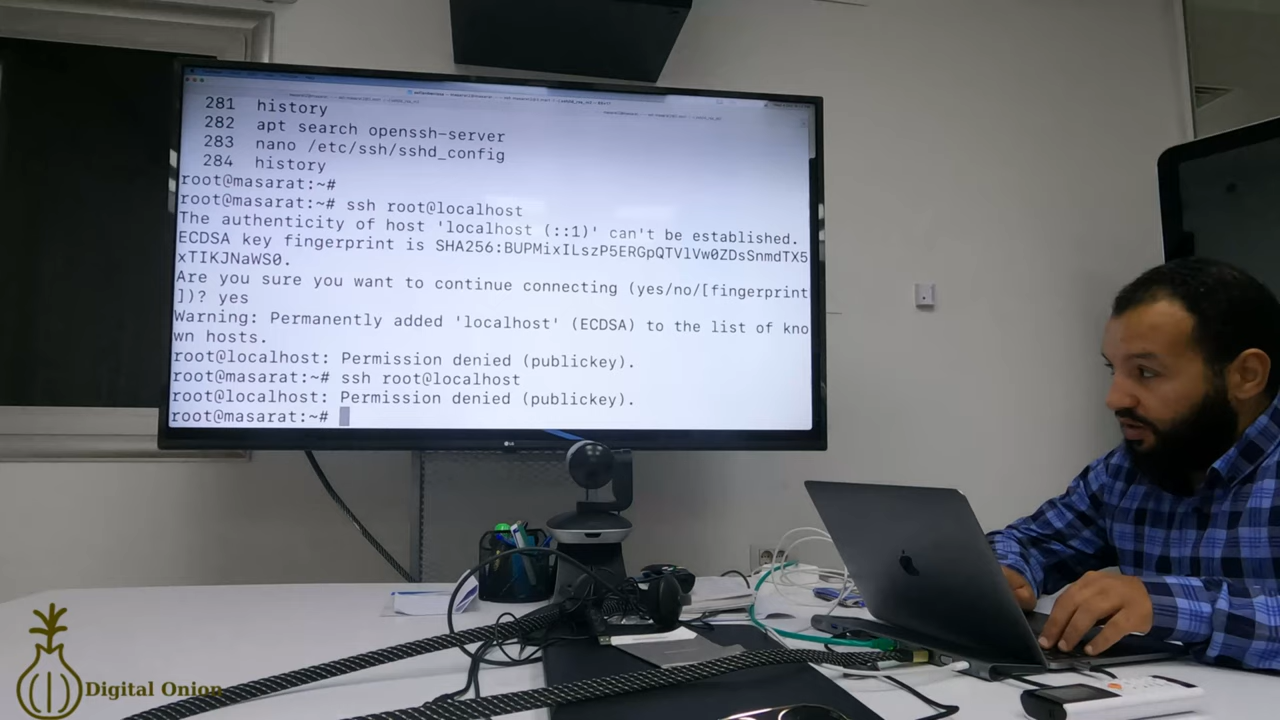 281 history
282 apt search openssh-server
283 nano /etc/ssh/sshd_config
284 history
root@masarat:~#
root@masarat:~# ssh root@localhost
The authenticity of host 'localhost (::1)' can't be established.
ECDSA key fingerprint is SHA256:BUPMixILszP5ERGpQTVlVw0ZDsSnmdTX5
xTIKJNaWS0.
Are you sure you want to continue connecting (yes/no/[fingerprint
])? yes
Warning: Permanently added 'localhost' (ECDSA) to the list of kno
wn hosts.
root@localhost: Permission denied (publickey).
root@masarat:~# ssh root@localhost
root@localhost: Permission denied (publickey).
root@masarat:~#
LG
Digital Onion